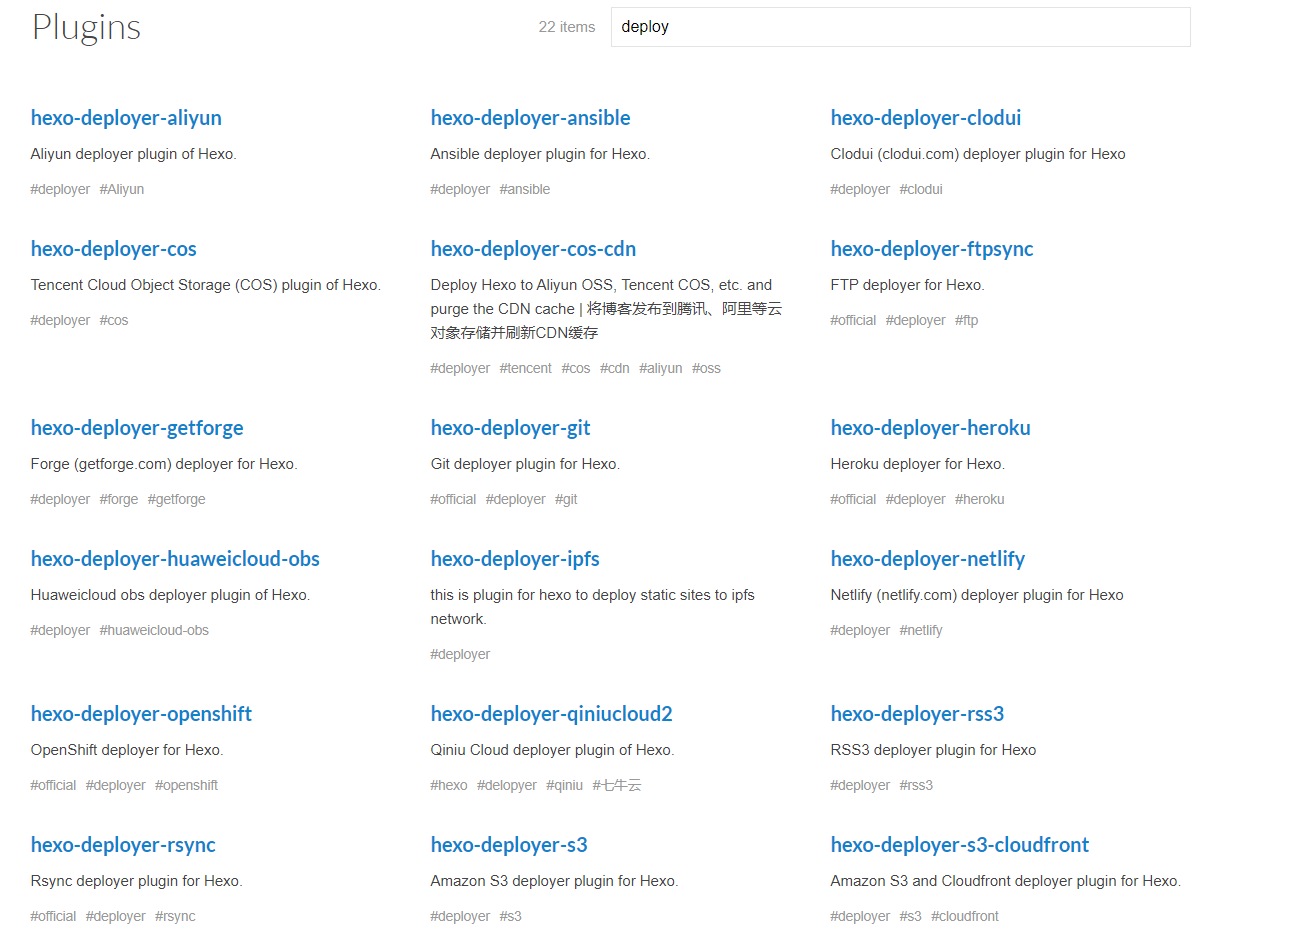 Plugins
22 items
deploy
hexo-deployer-aliyun
Aliyun deployer plugin of Hexo.
#deployer #Aliyun
hexo-deployer-ansible
Ansible deployer plugin for Hexo.
#deployer #ansible
hexo-deployer-clodui
Clodui (clodui.com) deployer plugin for Hexo
#deployer #clodui
hexo-deployer-cos
Tencent Cloud Object Storage (COS) plugin of Hexo.
#deployer #cos
hexo-deployer-cos-cdn
Deploy Hexo to Aliyun OSS, Tencent COS, etc. and
purge the CDN cache | 将博客发布到腾讯、阿里等云
对象存储并刷新CDN缓存
#deployer #tencent #cos #cdn #aliyun #oss
hexo-deployer-ftpsync
FTP deployer for Hexo.
#official #deployer #ftp
hexo-deployer-getforge
Forge (getforge.com) deployer for Hexo.
#deployer #forge #getforge
hexo-deployer-git
Git deployer plugin for Hexo.
#official #deployer #git
hexo-deployer-heroku
Heroku deployer for Hexo.
#official #deployer #heroku
hexo-deployer-huaweicloud-obs
Huaweicloud obs deployer plugin of Hexo.
#deployer #huaweicloud-obs
hexo-deployer-ipfs
this is plugin for hexo to deploy static sites to ipfs
network.
#deployer
hexo-deployer-netlify
Netlify (netlify.com) deployer plugin for Hexo
#deployer #netlify
hexo-deployer-openshift
OpenShift deployer for Hexo.
#official #deployer #openshift
hexo-deployer-qiniucloud2
Qiniu Cloud deployer plugin of Hexo.
#hexo #delopyer #qiniu #七牛云
hexo-deployer-rss3
RSS3 deployer plugin for Hexo
#deployer #rss3
hexo-deployer-rsync
Rsync deployer plugin for Hexo.
#official #deployer #rsync
hexo-deployer-s3
Amazon S3 deployer plugin for Hexo.
#deployer #s3
hexo-deployer-s3-cloudfront
Amazon S3 and Cloudfront deployer plugin for Hexo.
#deployer #s3 #cloudfront